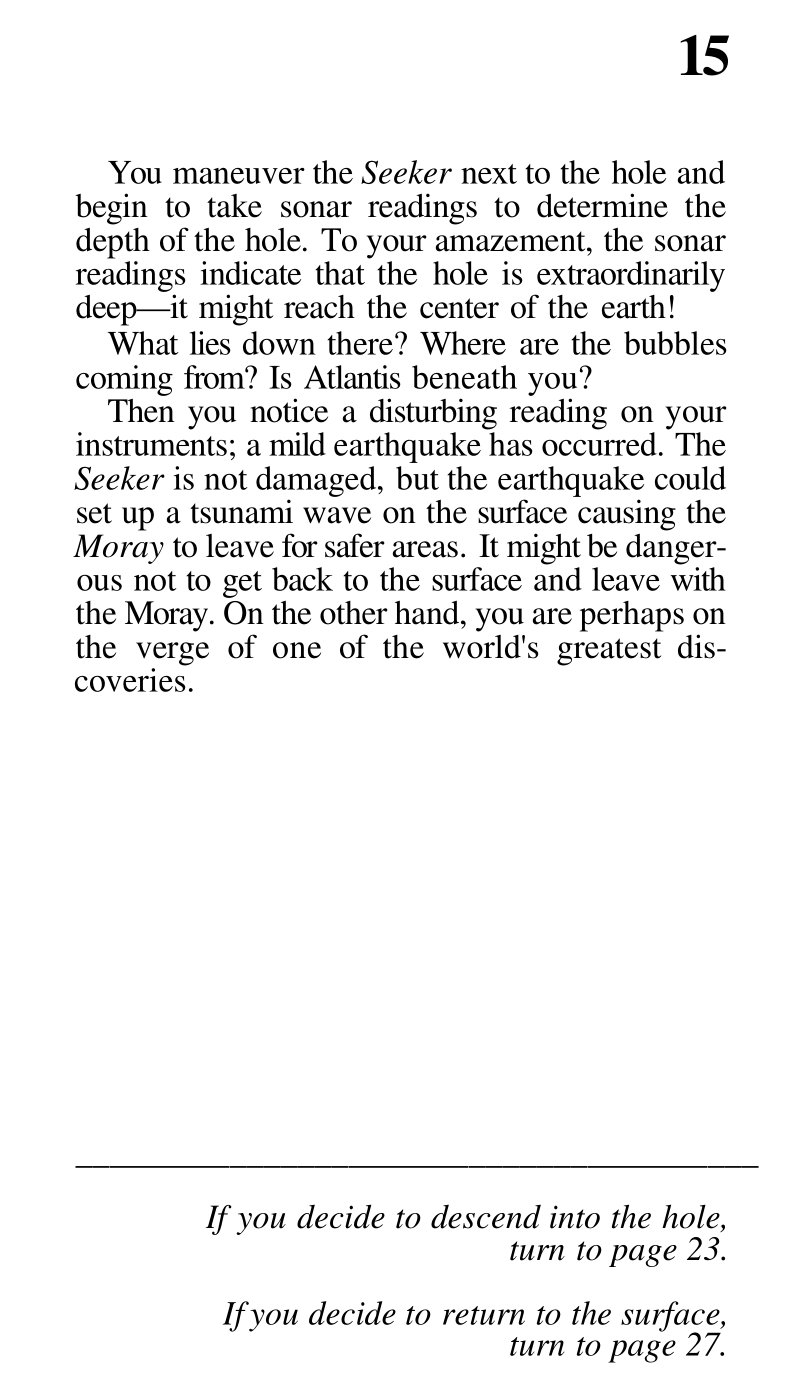 15
You maneuver the Seeker next to the hole and
begin to take sonar readings to determine the
depth of the hole. To your amazement, the sonar
readings indicate that the hole is extraordinarily
deep—it might reach the center of the earth!
What lies down there? Where are the bubbles
coming from? Is Atlantis beneath you?
Then you notice a disturbing reading on your
instruments; a mild earthquake has occurred. The
Seeker is not damaged, but the earthquake could
set up a tsunami wave on the surface causing the
Moray to leave for safer areas. It might be danger-
ous not to get back to the surface and leave with
the Moray. On the other hand, you are perhaps on
the verge of one of the world's greatest dis-
coveries.
If you decide to descend into the hole,
turn to page 23.
If you decide to return to the surface,
turn to page 27.